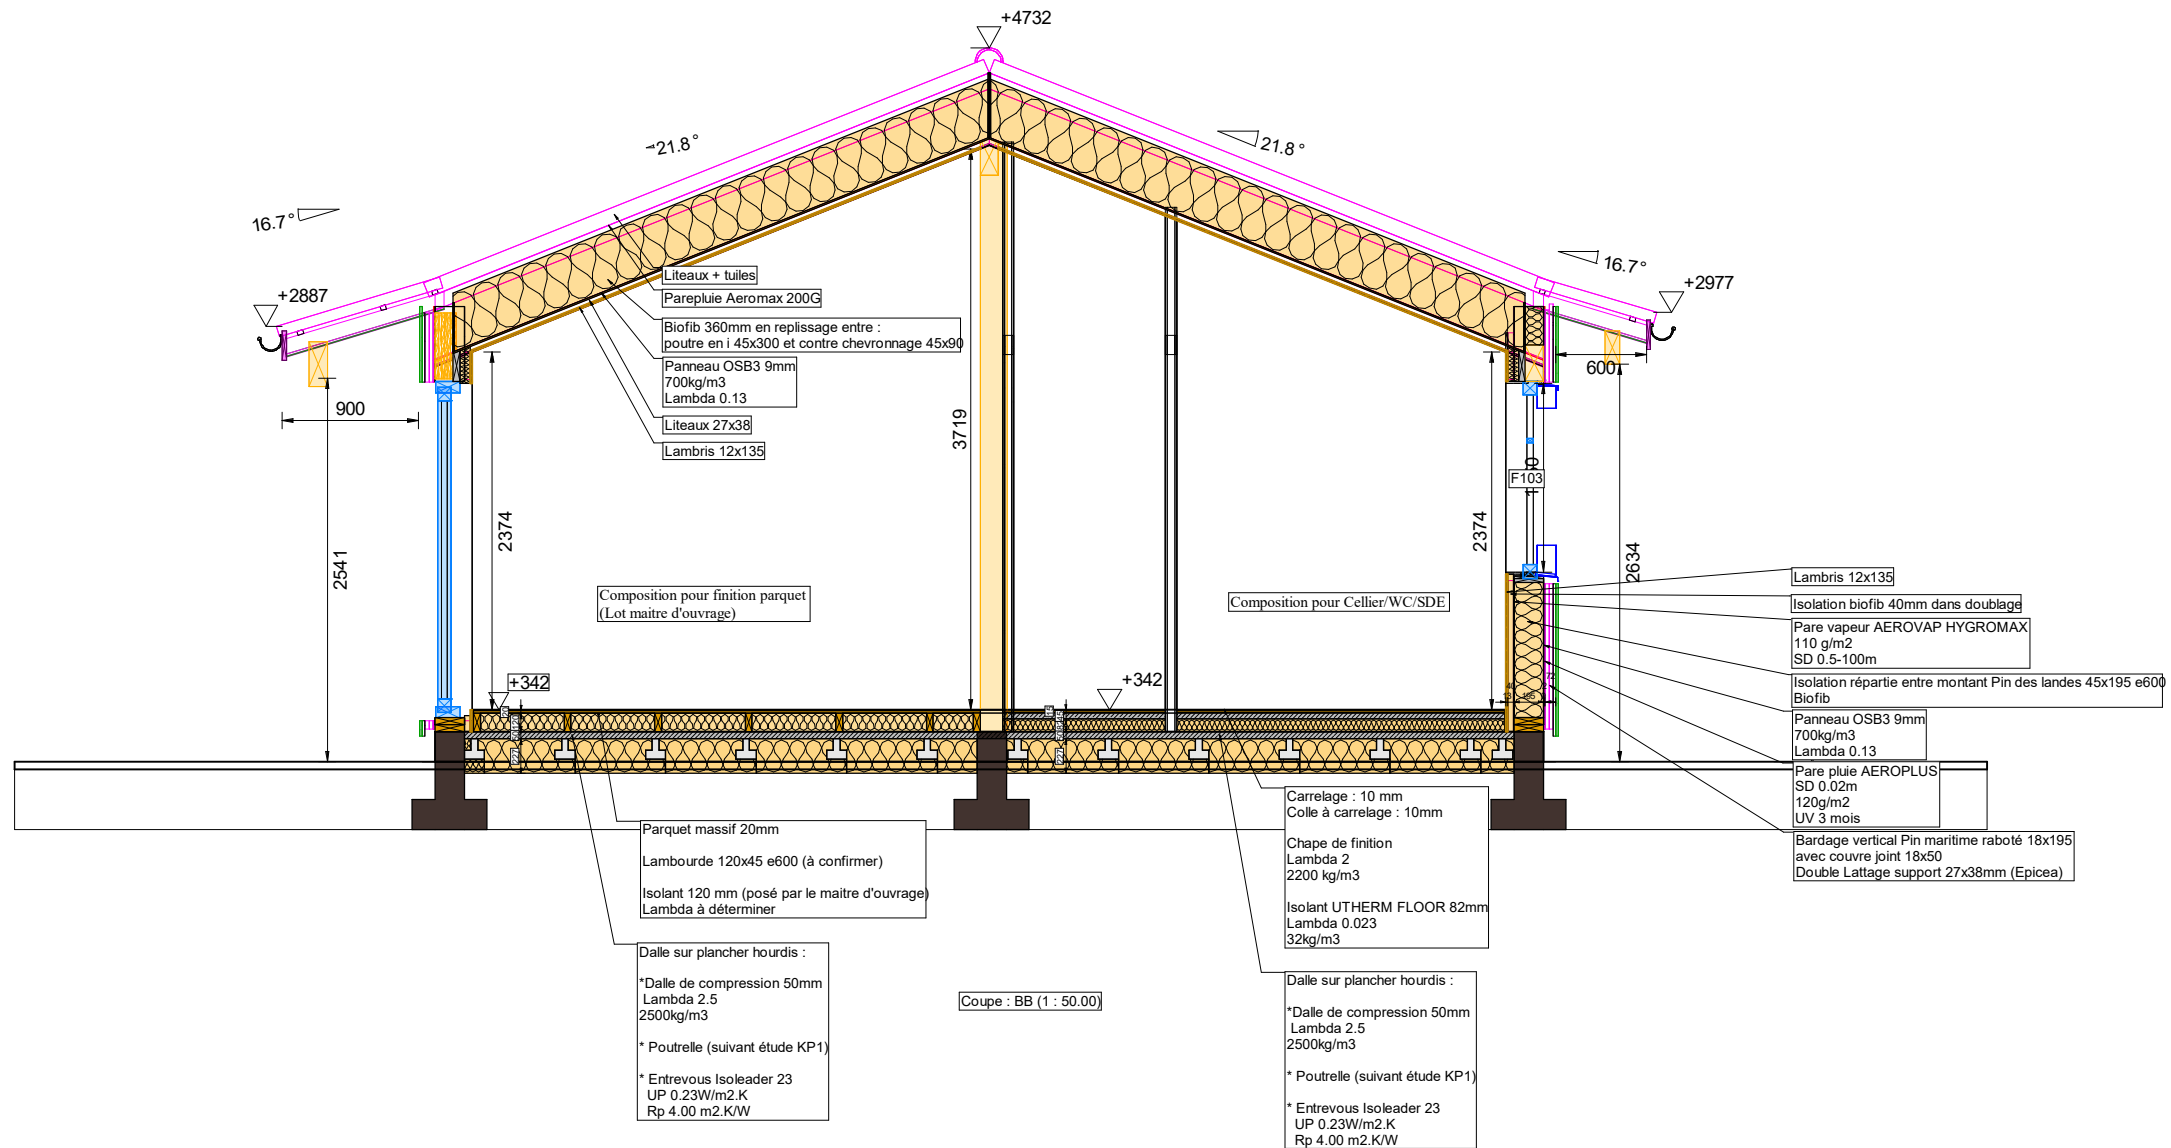 +4732
21.8°
21.8°
16.7°
16.7°
+2887
+2977
Liteaux + tuiles
Parepluie Aeromax 200G
Biofib 360mm en replissage entre :
poutre en i 45x300 et contre chevronnage 45x90
Panneau OSB3 9mm
700kg/m3
Lambda 0.13
Liteaux 27x38
Lambris 12x135
900
600
2541
2374
3719
2374
2634
F103
Composition pour finition parquet
(Lot maitre d'ouvrage)
Composition pour Cellier/WC/SDE
+342
+342
Lambris 12x135
Isolation biofib 40mm dans doublage
Pare vapeur AEROVAP HYGROMAX
110 g/m2
SD 0.5-100m
Isolation répartie entre montant Pin des landes 45x195 e600
Biofib
Panneau OSB3 9mm
700kg/m3
Lambda 0.13
Pare pluie AEROPLUS
SD 0.02m
120g/m2
UV 3 mois
Bardage vertical Pin maritime raboté 18x195
avec couvre joint 18x50
Double Lattage support 27x38mm (Epicea)
Parquet massif 20mm
Lambourde 120x45 e600 (à confirmer)
Isolant 120 mm (posé par le maitre d'ouvrage)
Lambda à déterminer
Carrelage : 10 mm
Colle à carrelage : 10mm
Chape de finition
Lambda 2
2200 kg/m3
Isolant UTHERM FLOOR 82mm
Lambda 0.023
32kg/m3
Dalle sur plancher hourdis :
*Dalle de compression 50mm
Lambda 2.5
2500kg/m3
* Poutrelle (suivant étude KP1)
* Entrevous Isoleader 23
UP 0.23W/m2.K
Rp 4.00 m2.K/W
Coupe : BB (1 : 50.00)
Dalle sur plancher hourdis :
*Dalle de compression 50mm
Lambda 2.5
2500kg/m3
* Poutrelle (suivant étude KP1)
* Entrevous Isoleader 23
UP 0.23W/m2.K
Rp 4.00 m2.K/W